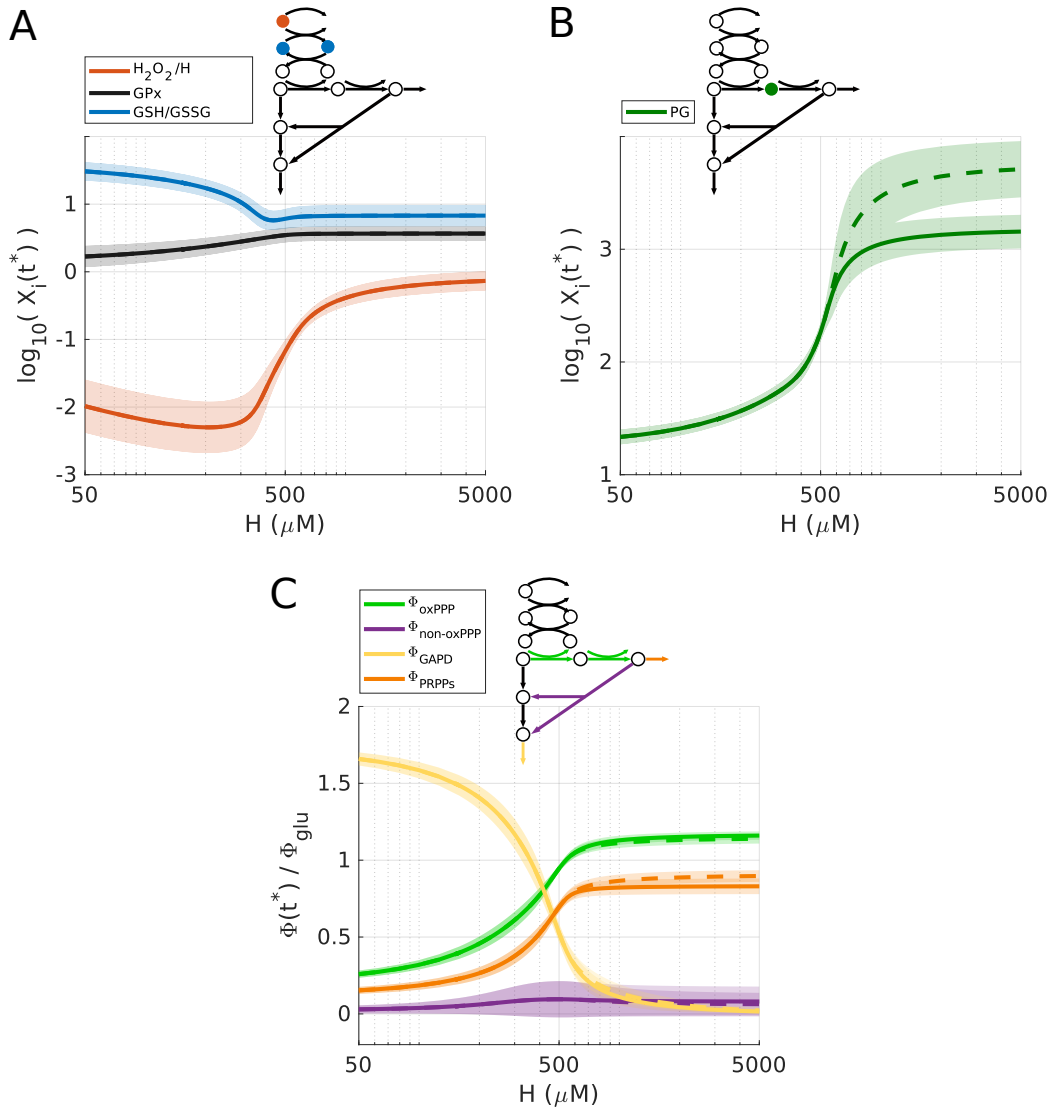 A
H2O2/H
GPx
GSH/GSSG
log10( Xi(t*) )
1
0
-1
-2
-3
50
500
5000
H (μM)
B
PG
log10( Xi(t*) )
3
2
1
50
500
5000
H (μM)
C
ΦoxPPP
Φnon-oxPPP
ΦGAPD
ΦPRPPs
Φ(t*) / Φglu
2
1.5
1
0.5
0
50
500
5000
H (μM)